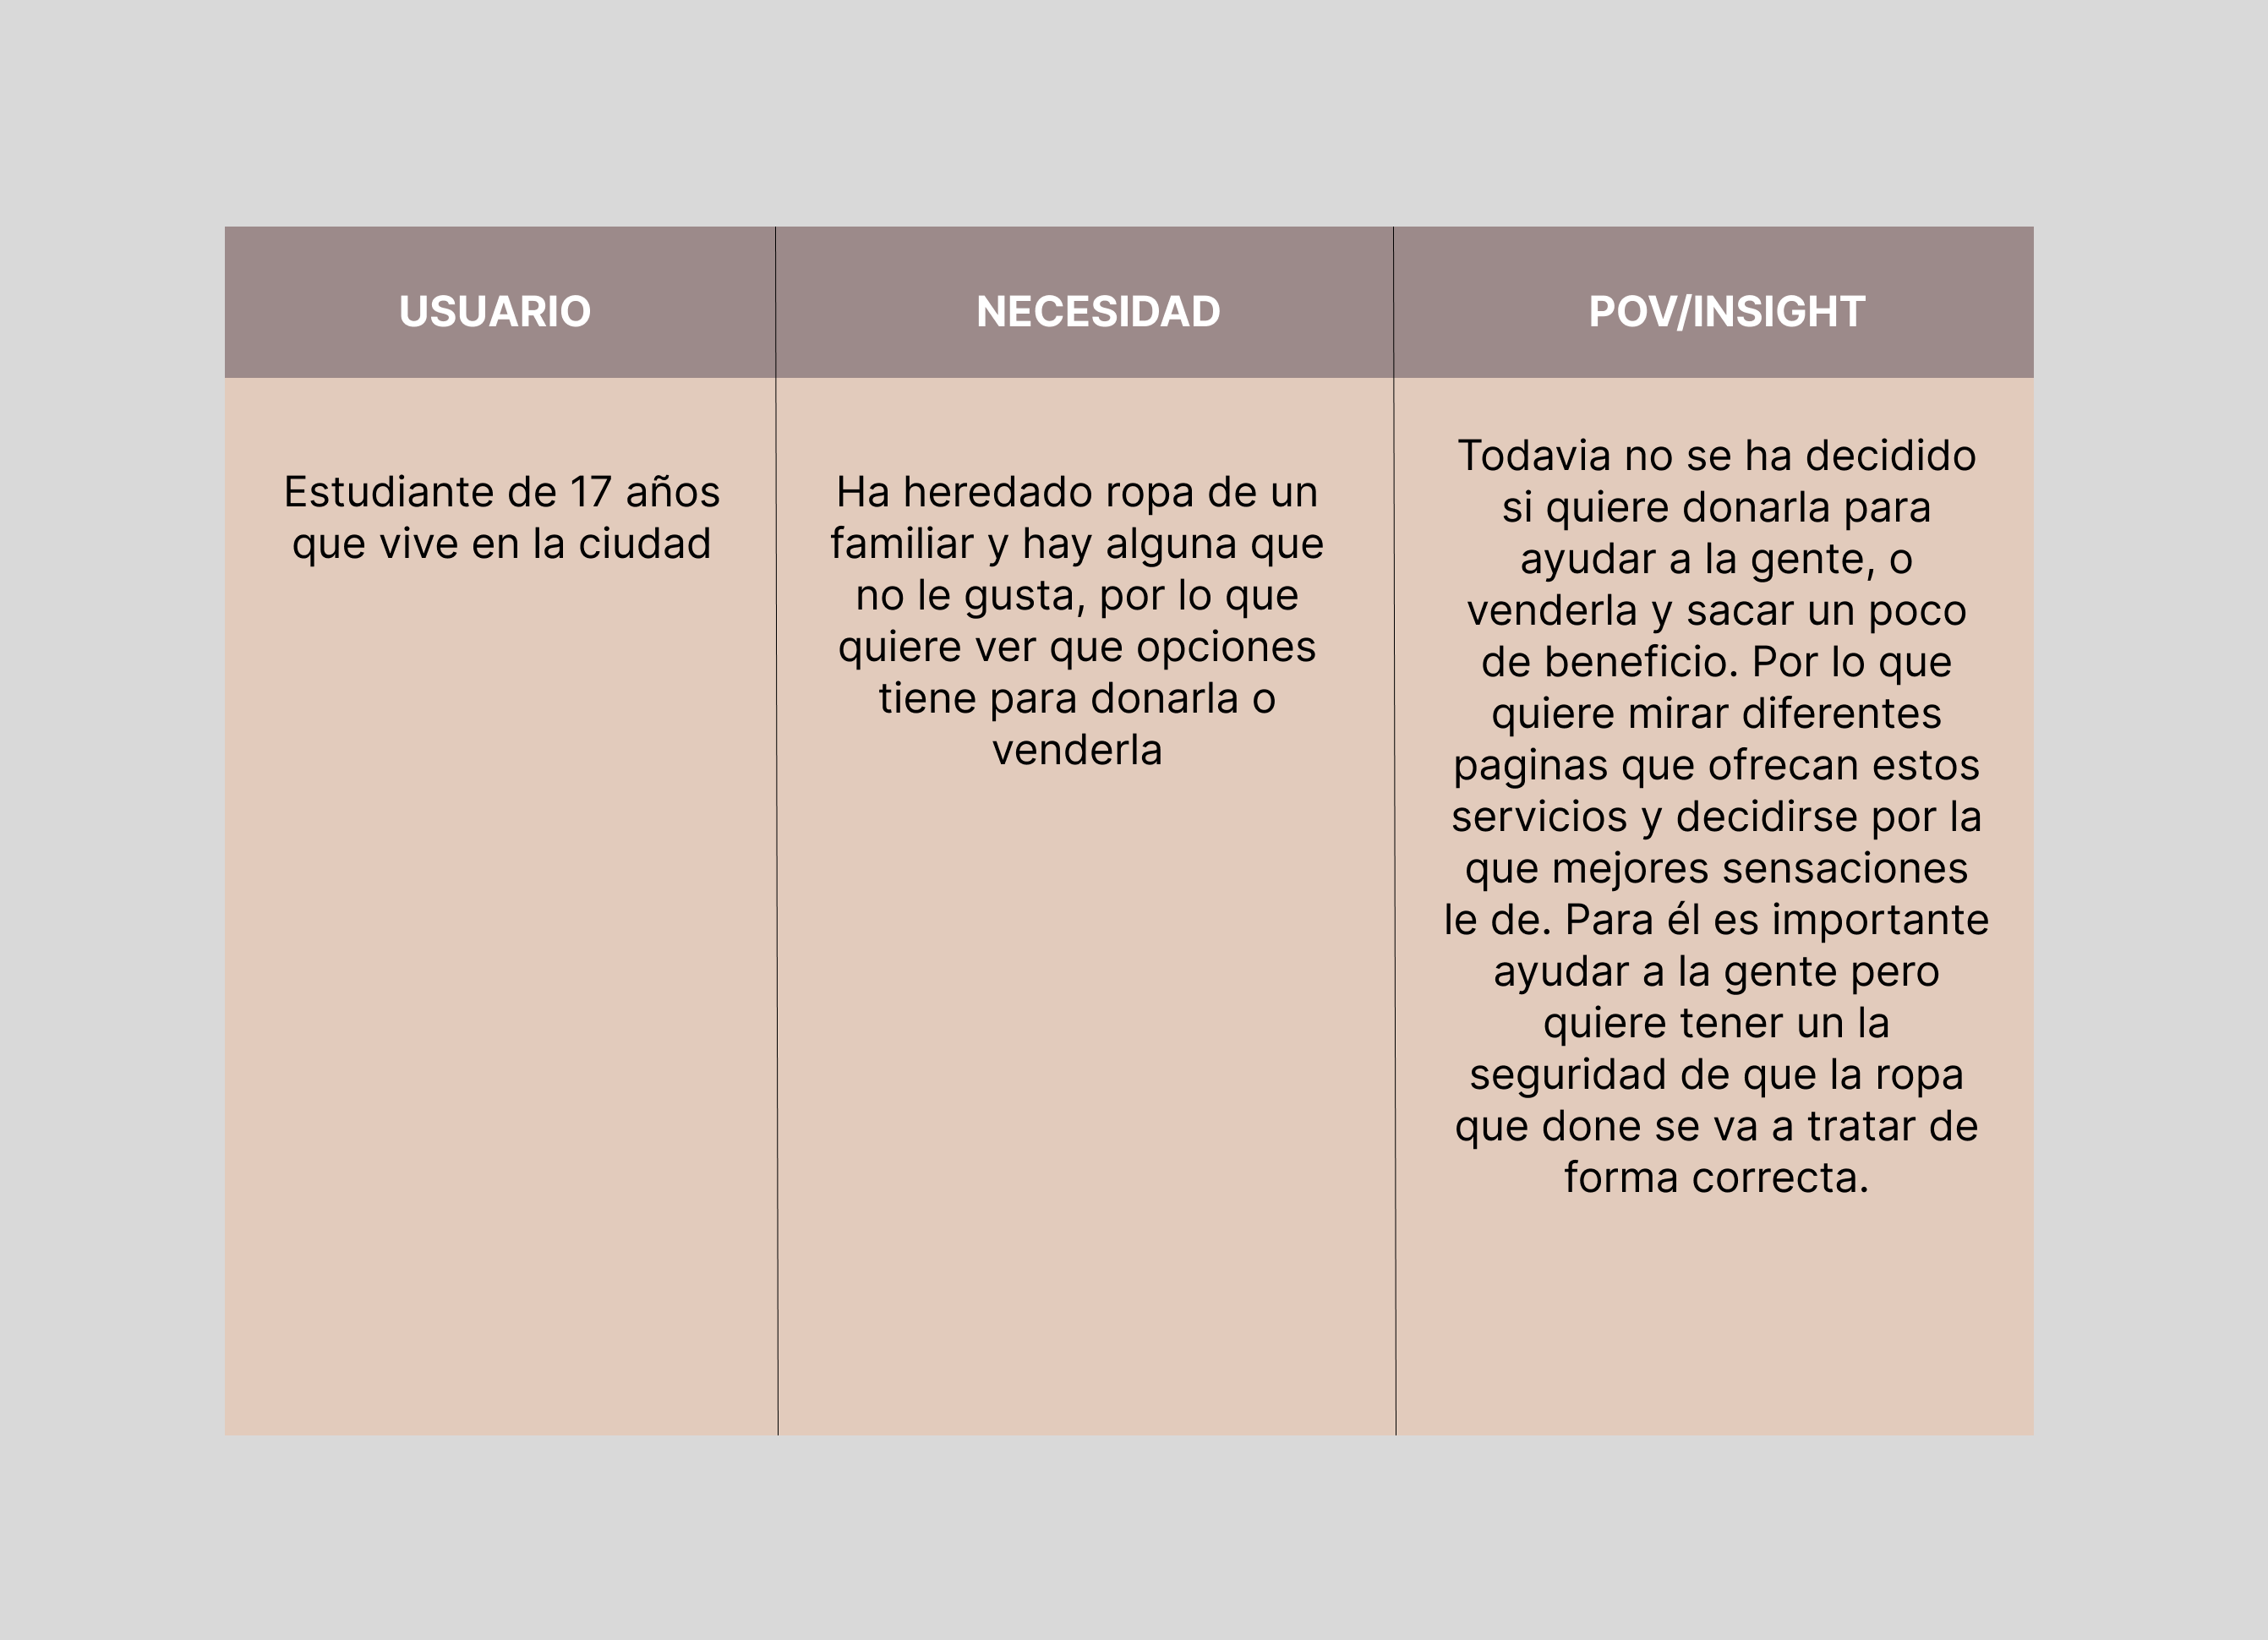 USUARIO
NECESIDAD
POV/INSIGHT
Estudiante de 17 años
que vive en la ciudad
Ha heredado ropa de un
familiar y hay alguna que
no le gusta, por lo que
quiere ver que opciones
tiene para donarla o
venderla
Todavia no se ha decidido
si quiere donarla para
ayudar a la gente, o
venderla y sacar un poco
de beneficio. Por lo que
quiere mirar diferentes
paginas que ofrecan estos
servicios y decidirse por la
que mejores sensaciones
le de. Para él es importante
ayudar a la gente pero
quiere tener un la
seguridad de que la ropa
que done se va a tratar de
forma correcta.